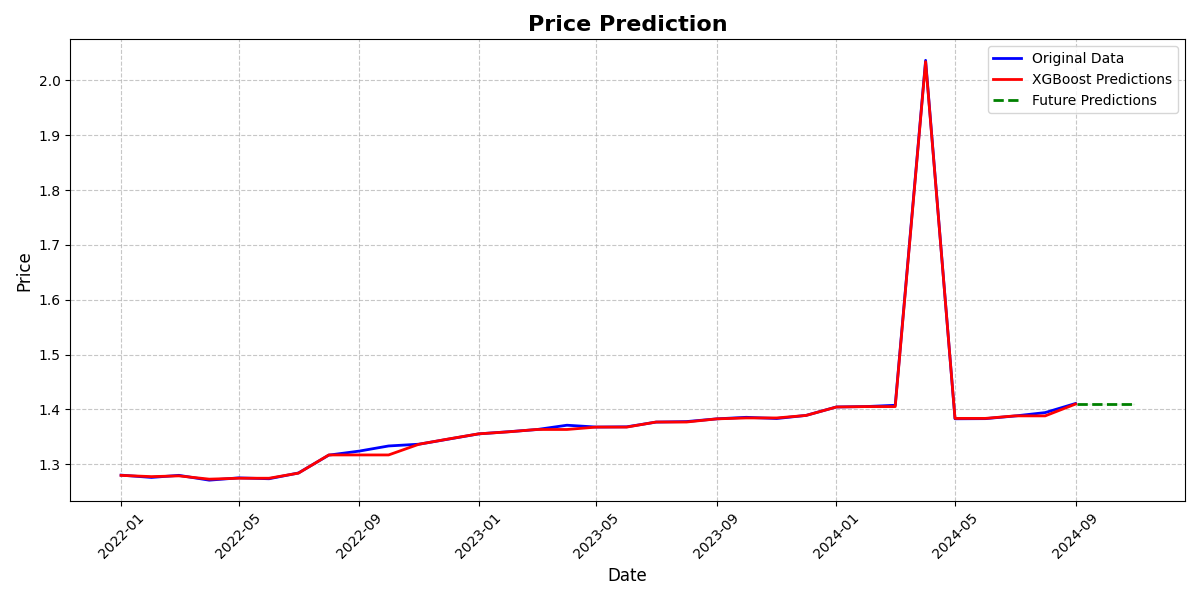 Price Prediction
Original Data
XGBoost Predictions
Future Predictions
Price
2.0
1.9
1.8
1.7
1.6
1.5
1.4
1.3
2022-01
2022-05
2022-09
2023-01
2023-05
2023-09
2024-01
2024-05
2024-09
Date